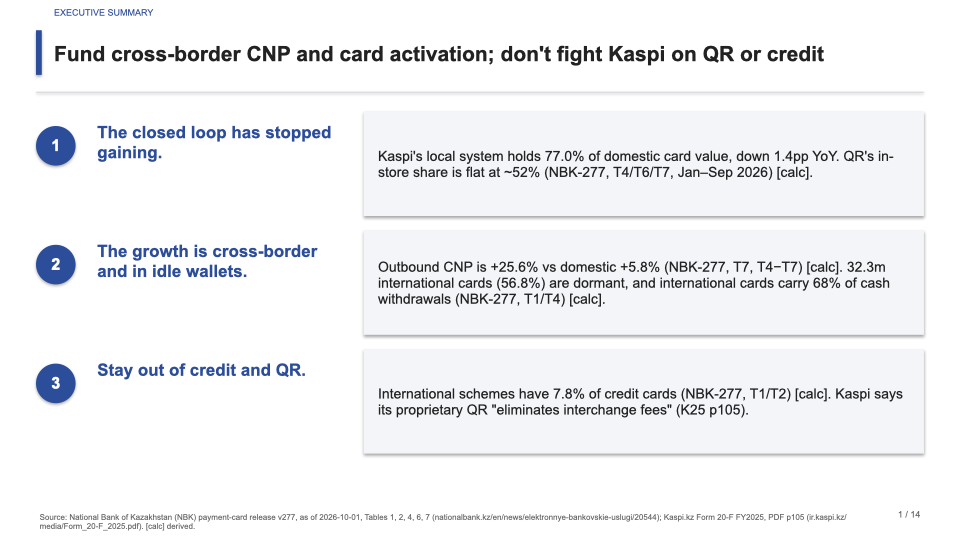 EXECUTIVE SUMMARY
Fund cross-border CNP and card activation; don't fight Kaspi on QR or credit
1
The closed loop has stopped
gaining.
Kaspi's local system holds 77.0% of domestic card value, down 1.4pp YoY. QR's in-
store share is flat at ~52% (NBK-277, T4/T6/T7, Jan–Sep 2026) [calc].
2
The growth is cross-border
and in idle wallets.
Outbound CNP is +25.6% vs domestic +5.8% (NBK-277, T7, T4−T7) [calc]. 32.3m
international cards (56.8%) are dormant, and international cards carry 68% of cash
withdrawals (NBK-277, T1/T4) [calc].
3
Stay out of credit and QR.
International schemes have 7.8% of credit cards (NBK-277, T1/T2) [calc]. Kaspi says
its proprietary QR "eliminates interchange fees" (K25 p105).
Source: National Bank of Kazakhstan (NBK) payment-card release v277, as of 2026-10-01, Tables 1, 2, 4, 6, 7 (nationalbank.kz/en/news/elektronnye-bankovskie-uslugi/20544); Kaspi.kz Form 20-F FY2025, PDF p105 (ir.kaspi.kz/
media/Form_20-F_2025.pdf). [calc] derived.
1 / 14